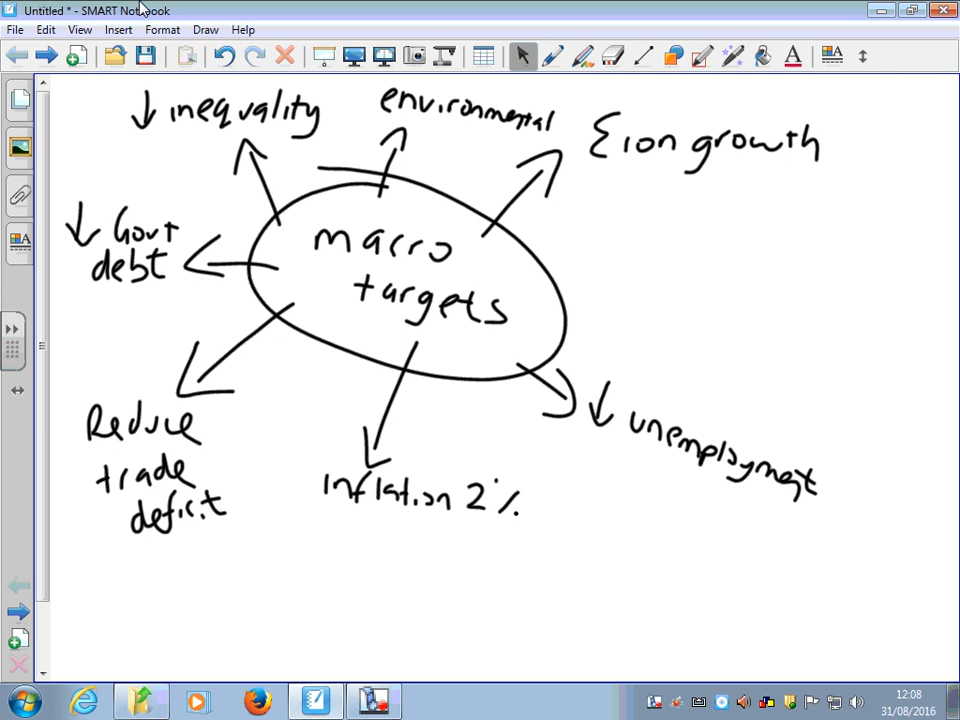 Untitled * - SMART Notebook
File Edit View Insert Format Draw Help
↓ inequality
environmental
Σion growth
↓ Govt
debt
macro
targets
Reduce
trade
deficit
inflation 2%
↓ unemployment
12:08
31/08/2016